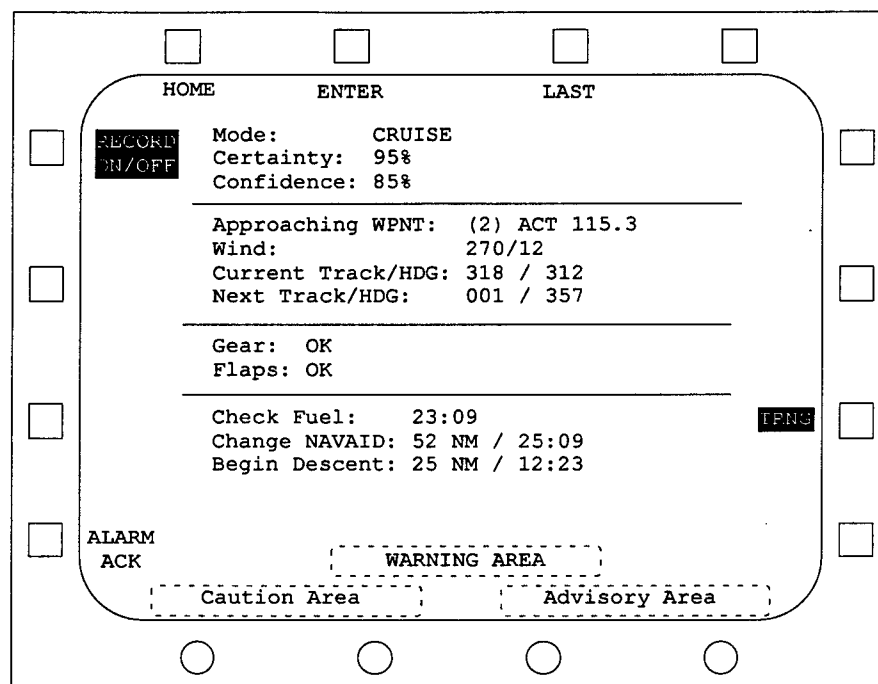 HOME ENTER LAST
RECORD
ON/OFF
Mode: CRUISE
Certainty: 95%
Confidence: 85%
Approaching WPNT: (2) ACT 115.3
Wind: 270/12
Current Track/HDG: 318 / 312
Next Track/HDG: 001 / 357
Gear: OK
Flaps: OK
Check Fuel: 23:09
Change NAVAID: 52 NM / 25:09
Begin Descent: 25 NM / 12:23
TRNG
ALARM
ACK
WARNING AREA
Caution Area Advisory Area